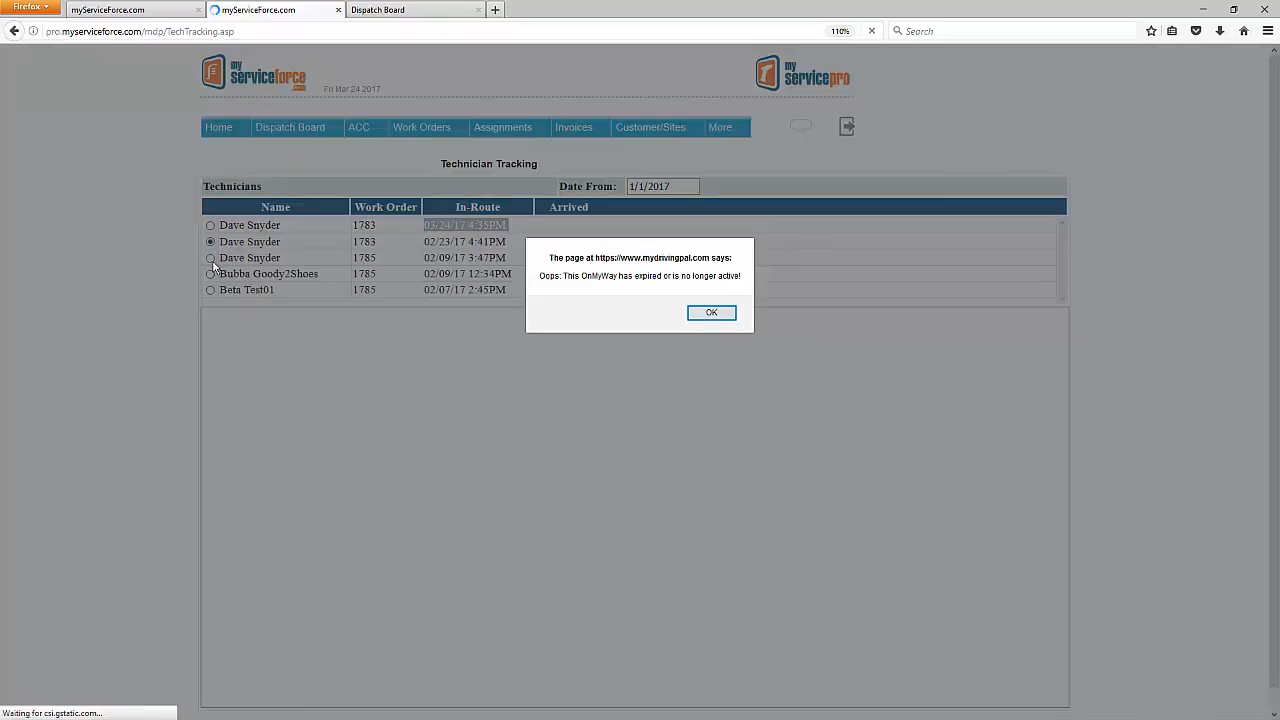 Firefox
myServiceForce.com
myServiceForce.com
Dispatch Board
pro.myserviceforce.com/mdp/TechTracking.asp
110%
Search
my serviceforce .com
Fri Mar 24 2017
my servicepro
Home Dispatch Board ACC Work Orders Assignments Invoices Customer/Sites More
Technician Tracking
Technicians Date From: 1/1/2017
Name Work Order In-Route Arrived
Dave Snyder 1783 03/24/17 4:35PM
Dave Snyder 1783 02/23/17 4:41PM
Dave Snyder 1785 02/09/17 3:47PM
Bubba Goody2Shoes 1785 02/09/17 12:34PM
Beta Test01 1785 02/07/17 2:45PM
The page at https://www.mydrivingpal.com says:
Oops: This OnMyWay has expired or is no longer active!
OK
Waiting for csi.gstatic.com...